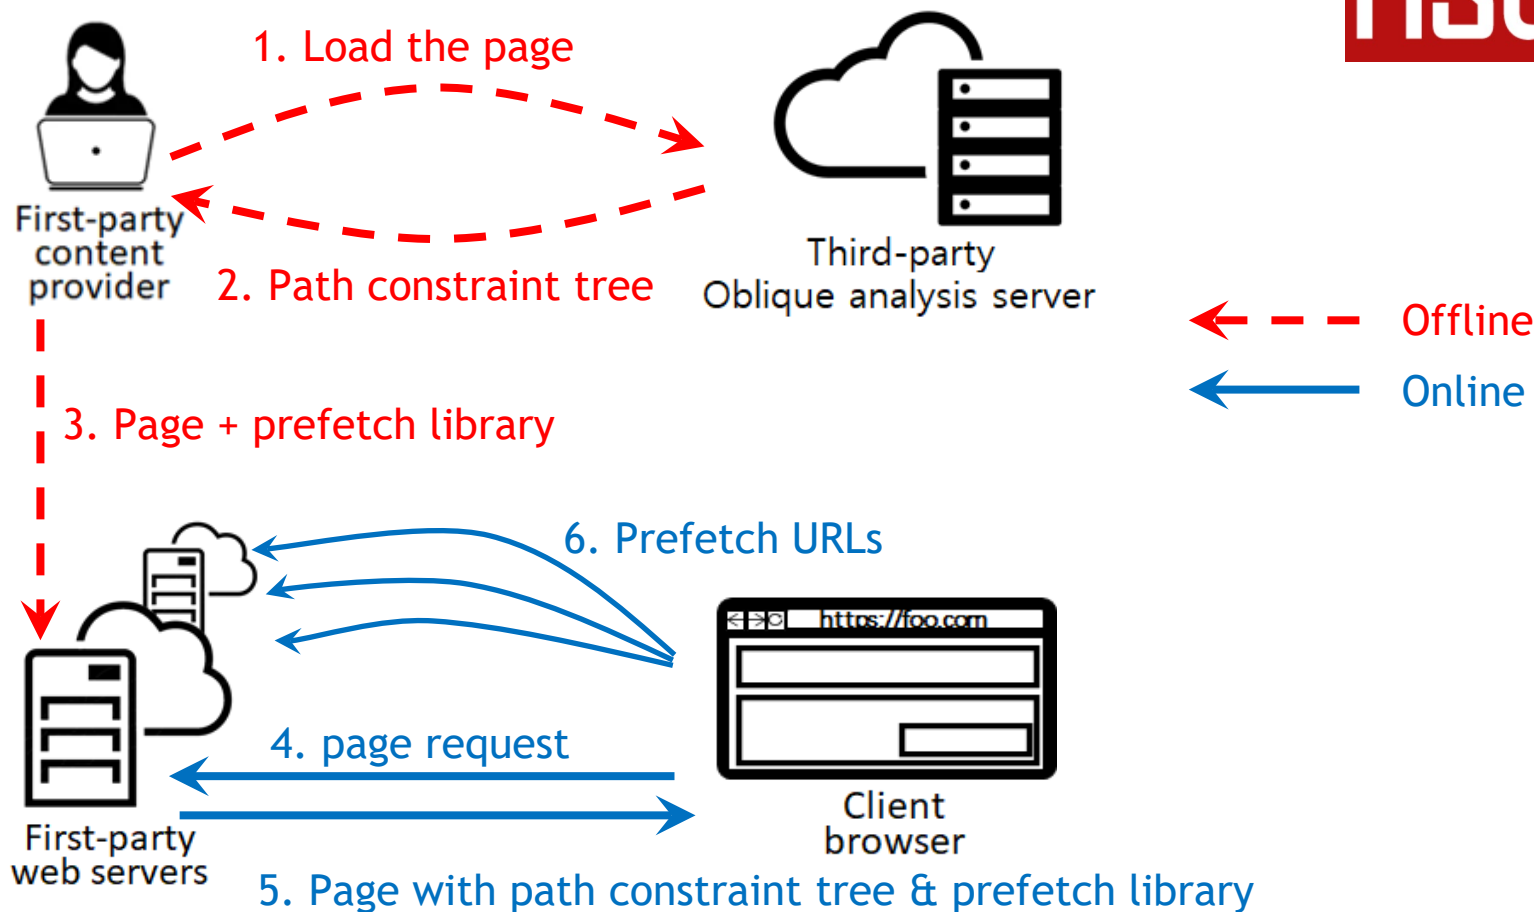 1. Load the page
First-party
content
provider
2. Path constraint tree
Third-party
Oblique analysis server
Offline
Online
3. Page + prefetch library
6. Prefetch URLs
https://foo.com
4. page request
Client
browser
First-party
web servers
5. Page with path constraint tree & prefetch library